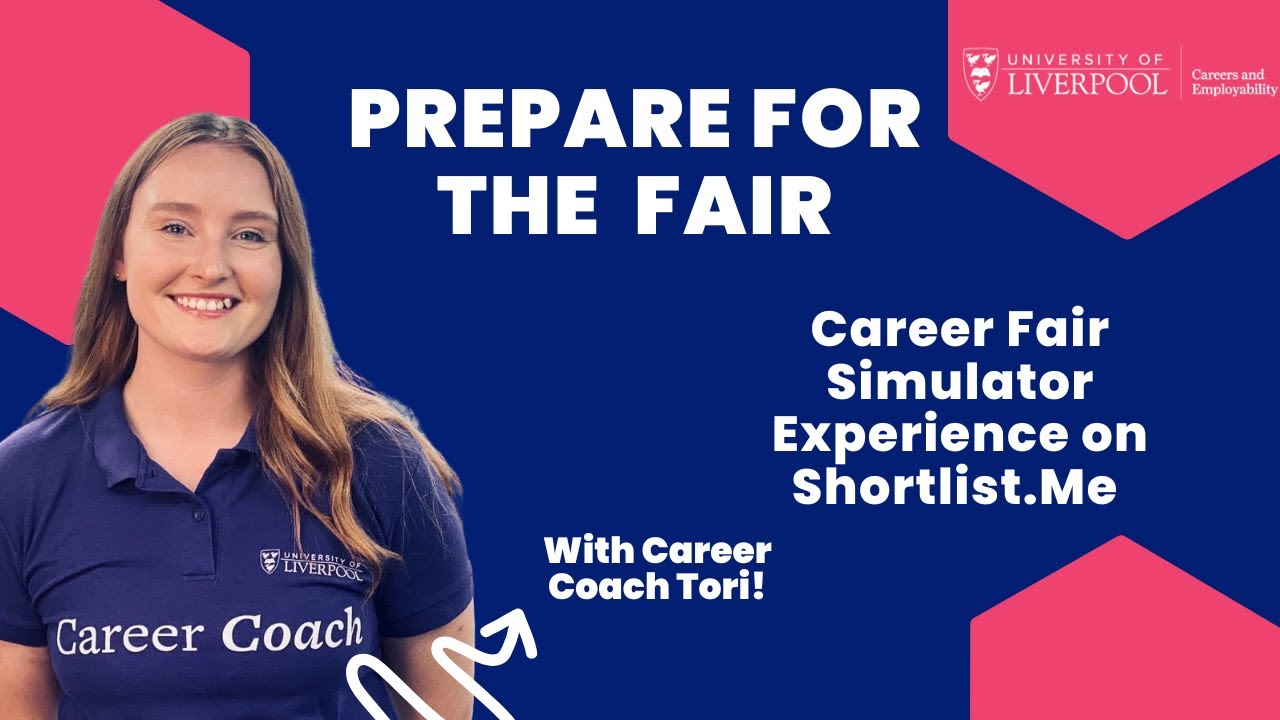 PREPARE FOR
THE FAIR
UNIVERSITY OF
LIVERPOOL
Careers and
Employability
Career Fair
Simulator
Experience on
Shortlist.Me
With Career
Coach Tori!
UNIVERSITY OF
LIVERPOOL
Career Coach